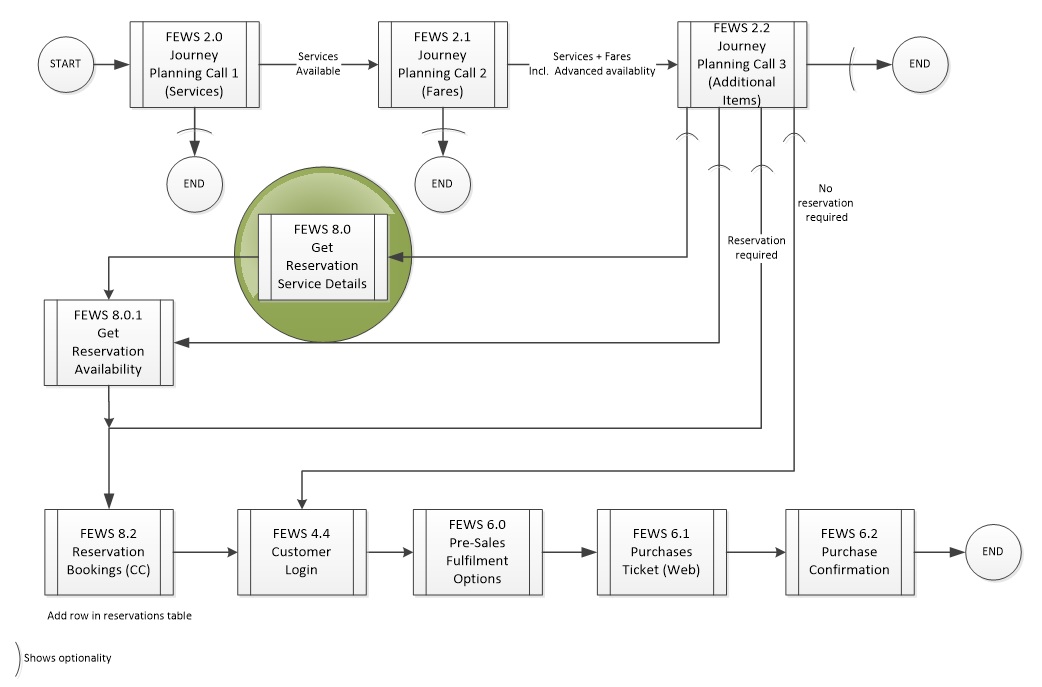 START
FEWS 2.0
Journey
Planning Call 1
(Services)
Services
Available
FEWS 2.1
Journey
Planning Call 2
(Fares)
Services + Fares
Incl. Advanced availablity
FEWS 2.2
Journey
Planning Call 3
(Additional
Items)
END
END
END
No
reservation
required
Reservation
required
FEWS 8.0
Get
Reservation
Service Details
FEWS 8.0.1
Get
Reservation
Availability
FEWS 8.2
Reservation
Bookings (CC)
FEWS 4.4
Customer
Login
FEWS 6.0
Pre-Sales
Fulfilment
Options
FEWS 6.1
Purchases
Ticket (Web)
FEWS 6.2
Purchase
Confirmation
END
Add row in reservations table
Shows optionality